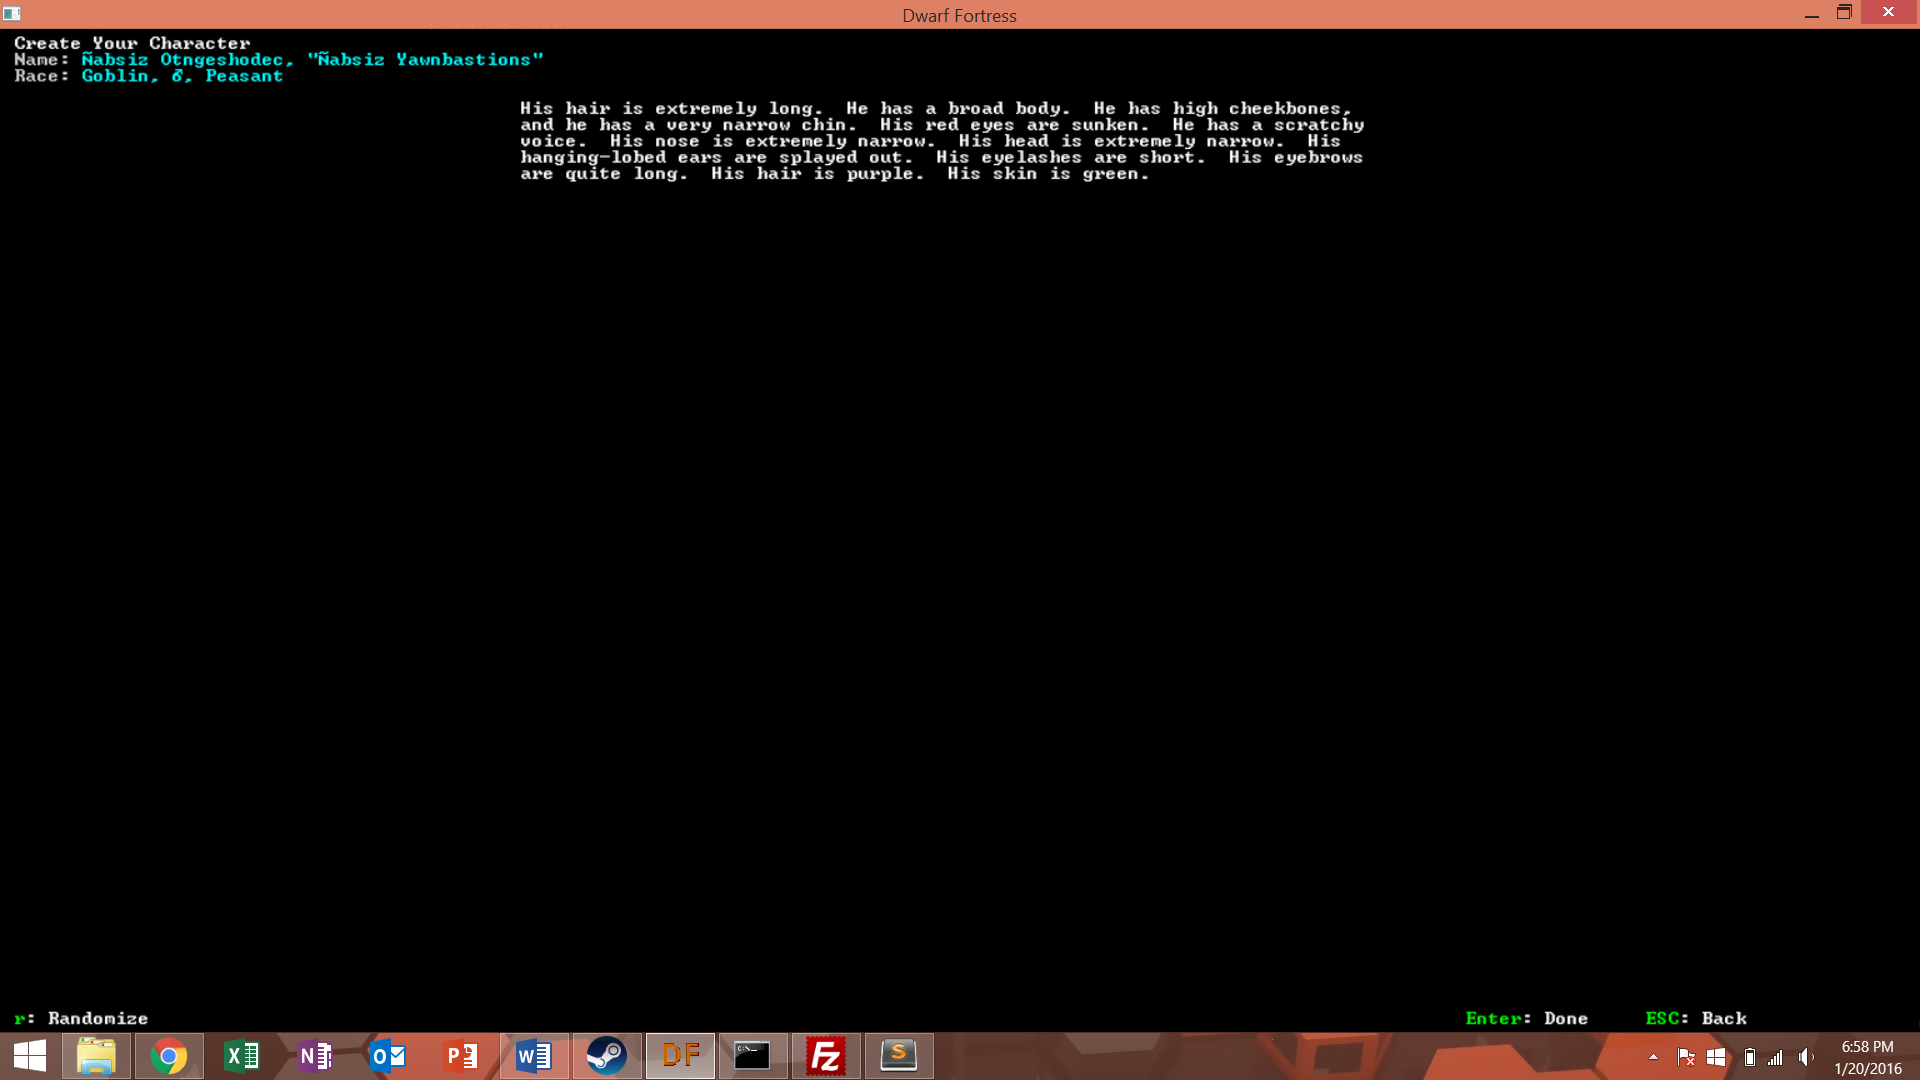 Dwarf Fortress
Create Your Character
Name: Ñabsiz Otngeshodec, "Ñabsiz Yawnbastions"
Race: Goblin, ♂, Peasant
His hair is extremely long.  He has a broad body.  He has high cheekbones,
and he has a very narrow chin.  His red eyes are sunken.  He has a scratchy
voice.  His nose is extremely narrow.  His head is extremely narrow.  His
hanging-lobed ears are splayed out.  His eyelashes are short.  His eyebrows
are quite long.  His hair is purple.  His skin is green.
r: Randomize
Enter: Done
ESC: Back
DF
6:58 PM
1/20/2016